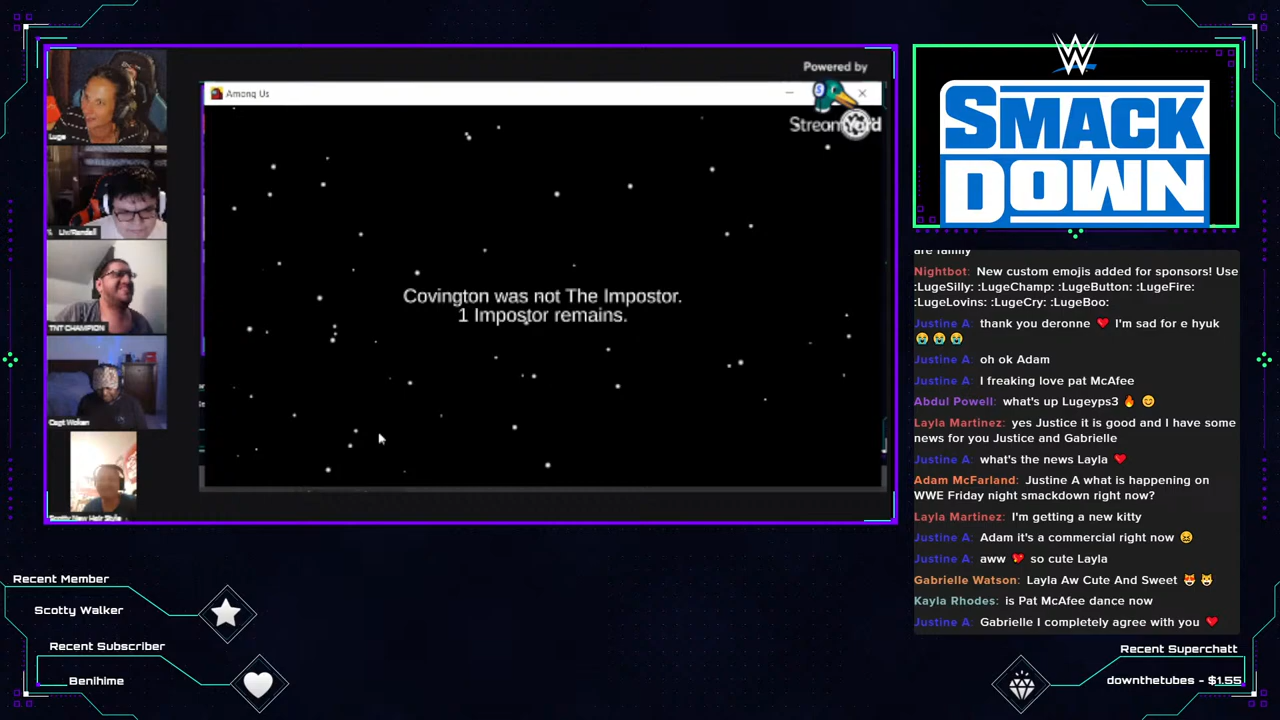 Powered by
StreamYard
Among Us
Luge
TNT CHAMPION
Capt Woken
Covington was not The Impostor.
1 Impostor remains.
W
SMACK
DOWN
are family
Nightbot: New custom emojis added for sponsors! Use
:LugeSilly: :LugeChamp: :LugeButton: :LugeFire:
:LugeLovins: :LugeCry: :LugeBoo:
Justine A: thank you deronne ❤ I'm sad for e hyuk
😭 😭 😭
Justine A: oh ok Adam
Justine A: I freaking love pat McAfee
Abdul Powell: what's up Lugeyps3 🔥 😊
Layla Martinez: yes Justice it is good and I have some
news for you Justice and Gabrielle
Justine A: what's the news Layla ❤
Adam McFarland: Justine A what is happening on
WWE Friday night smackdown right now?
Layla Martinez: I'm getting a new kitty
Justine A: Adam it's a commercial right now 😖
Justine A: aww 💖 so cute Layla
Gabrielle Watson: Layla Aw Cute And Sweet 😻 😸
Kayla Rhodes: is Pat McAfee dance now
Justine A: Gabrielle I completely agree with you ❤
Recent Member
Scotty Walker
Recent Subscriber
Benihime
Recent Superchatt
downthetubes - $1.55